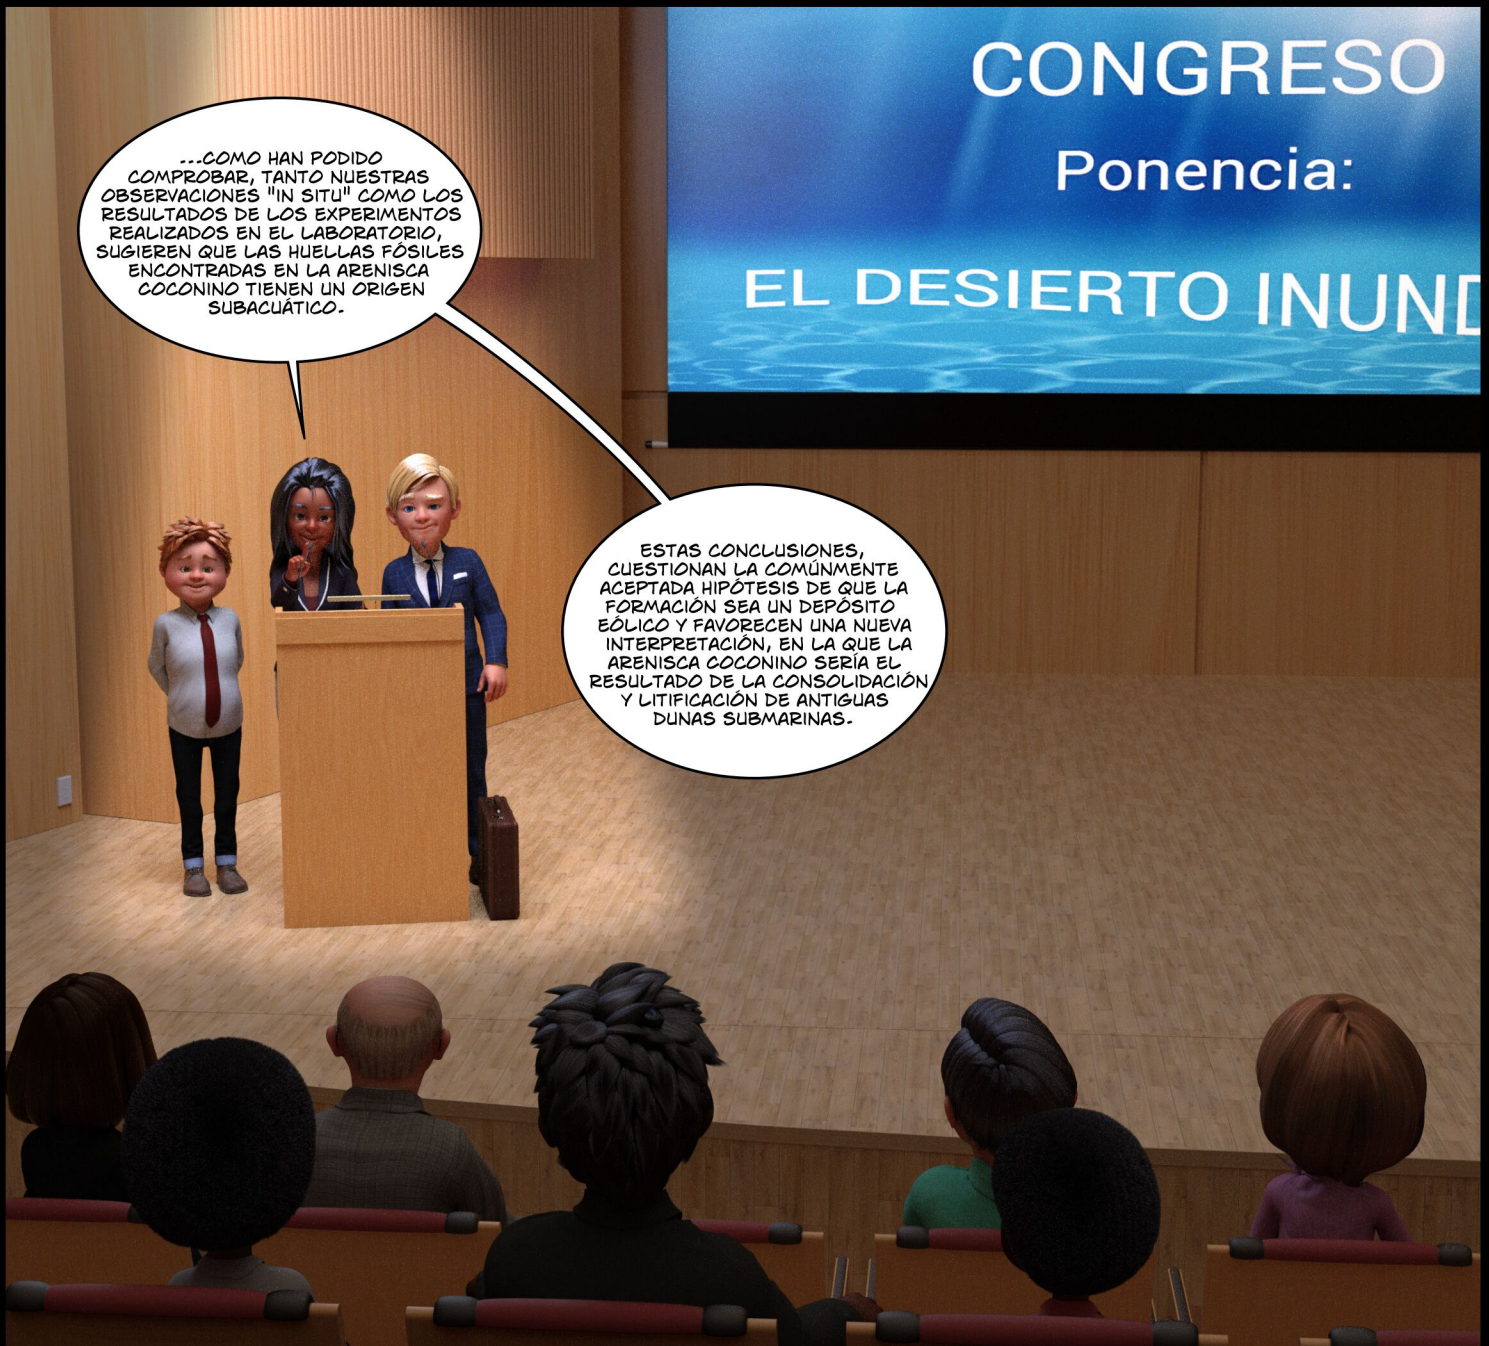 CONGRESO
Ponencia:
EL DESIERTO INUND
...COMO HAN PODIDO
COMPROBAR, TANTO NUESTRAS
OBSERVACIONES "IN SITU" COMO LOS
RESULTADOS DE LOS EXPERIMENTOS
REALIZADOS EN EL LABORATORIO,
SUGIEREN QUE LAS HUELLAS FÓSILES
ENCONTRADAS EN LA ARENISCA
COCONINO TIENEN UN ORIGEN
SUBACUÁTICO.
ESTAS CONCLUSIONES,
CUESTIONAN LA COMÚNMENTE
ACEPTADA HIPÓTESIS DE QUE LA
FORMACIÓN SEA UN DEPÓSITO
EÓLICO Y FAVORECEN UNA NUEVA
INTERPRETACIÓN, EN LA QUE LA
ARENISCA COCONINO SERÍA EL
RESULTADO DE LA CONSOLIDACIÓN
Y LITIFICACIÓN DE ANTIGUAS
DUNAS SUBMARINAS.